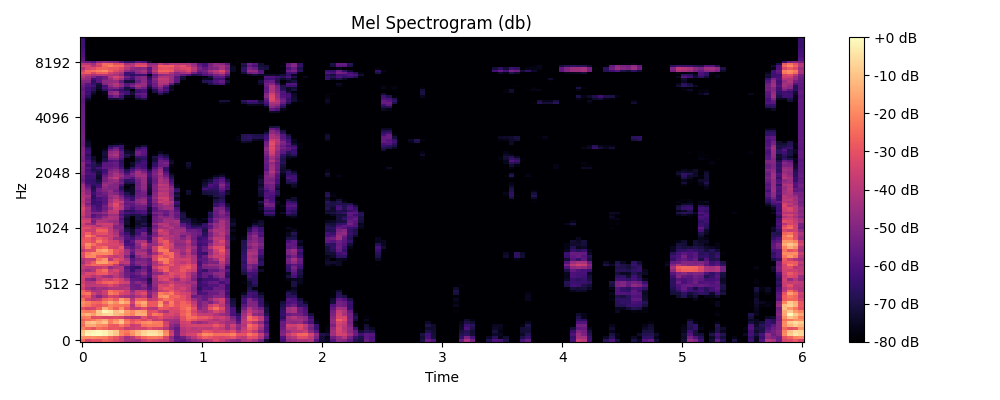 Mel Spectrogram (db)
8192
4096
2048
1024
512
0
Hz
0 1 2 3 4 5 6
Time
+0 dB
-10 dB
-20 dB
-30 dB
-40 dB
-50 dB
-60 dB
-70 dB
-80 dB